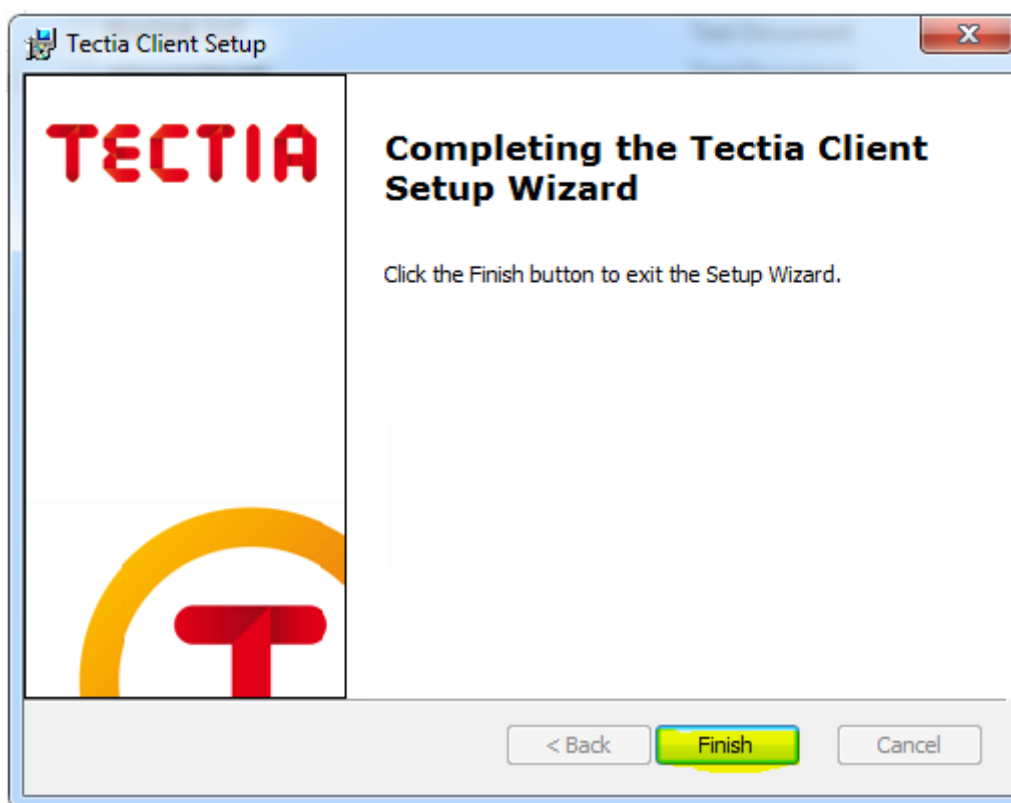 Tectia Client Setup
TECTIA
Completing the Tectia Client
Setup Wizard
Click the Finish button to exit the Setup Wizard.
< Back
Finish
Cancel